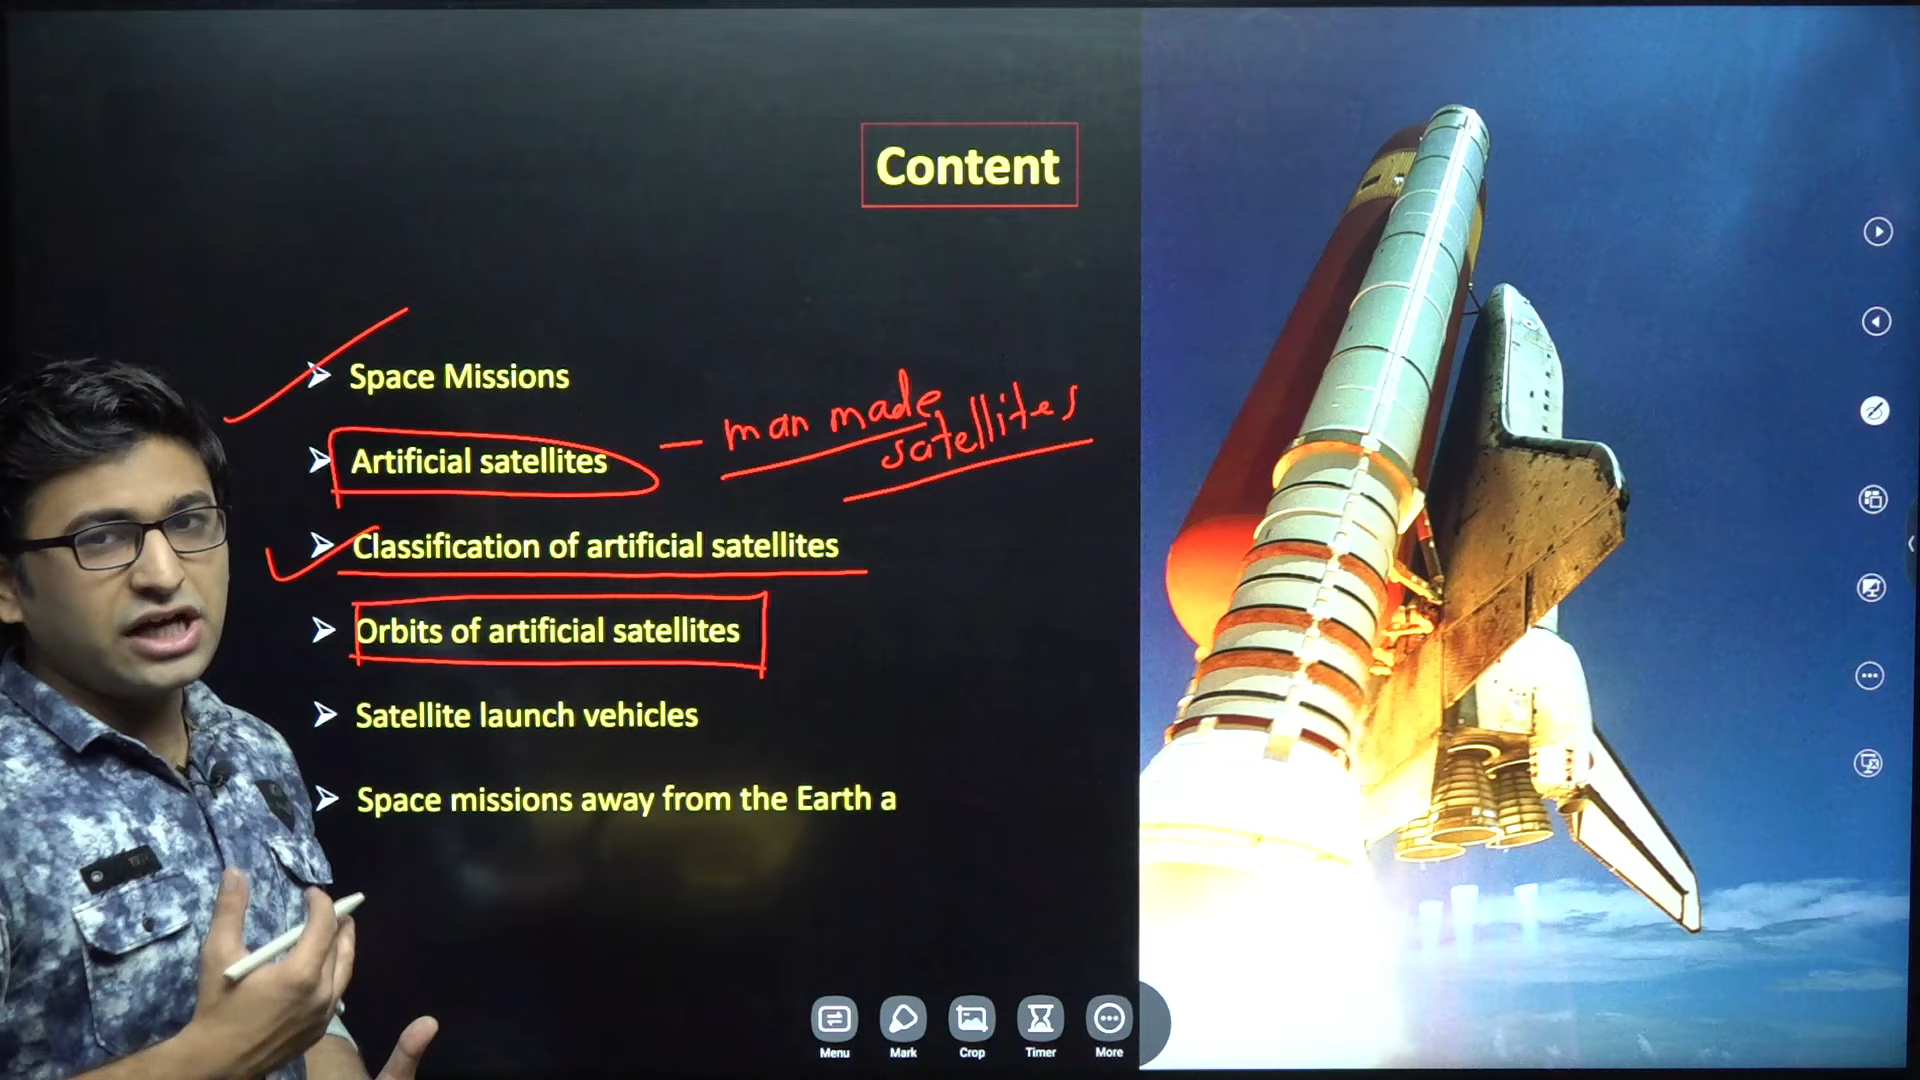 Content
Space Missions
Artificial satellites – man made
satellites
Classification of artificial satellites
Orbits of artificial satellites
Satellite launch vehicles
Space missions away from the Earth a
Menu Mark Crop Timer More